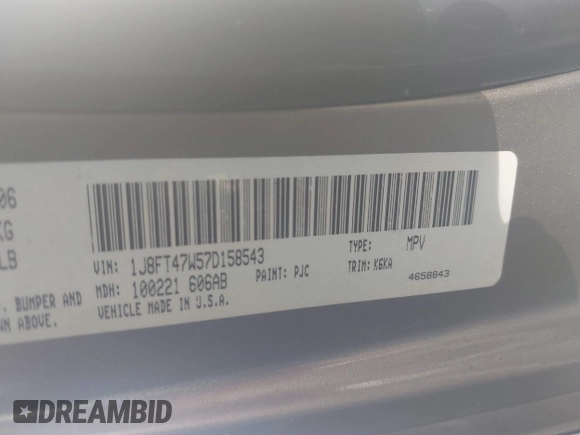 06
KG
LB
VIN: 1J8FT47W57D158543
TYPE: MPV
MDH: 100221 606AB
PAINT: PJC
TRIM: K6KA
VEHICLE MADE IN U.S.A.
4658843
, BUMPER AND
WN ABOVE.
DREAMBID